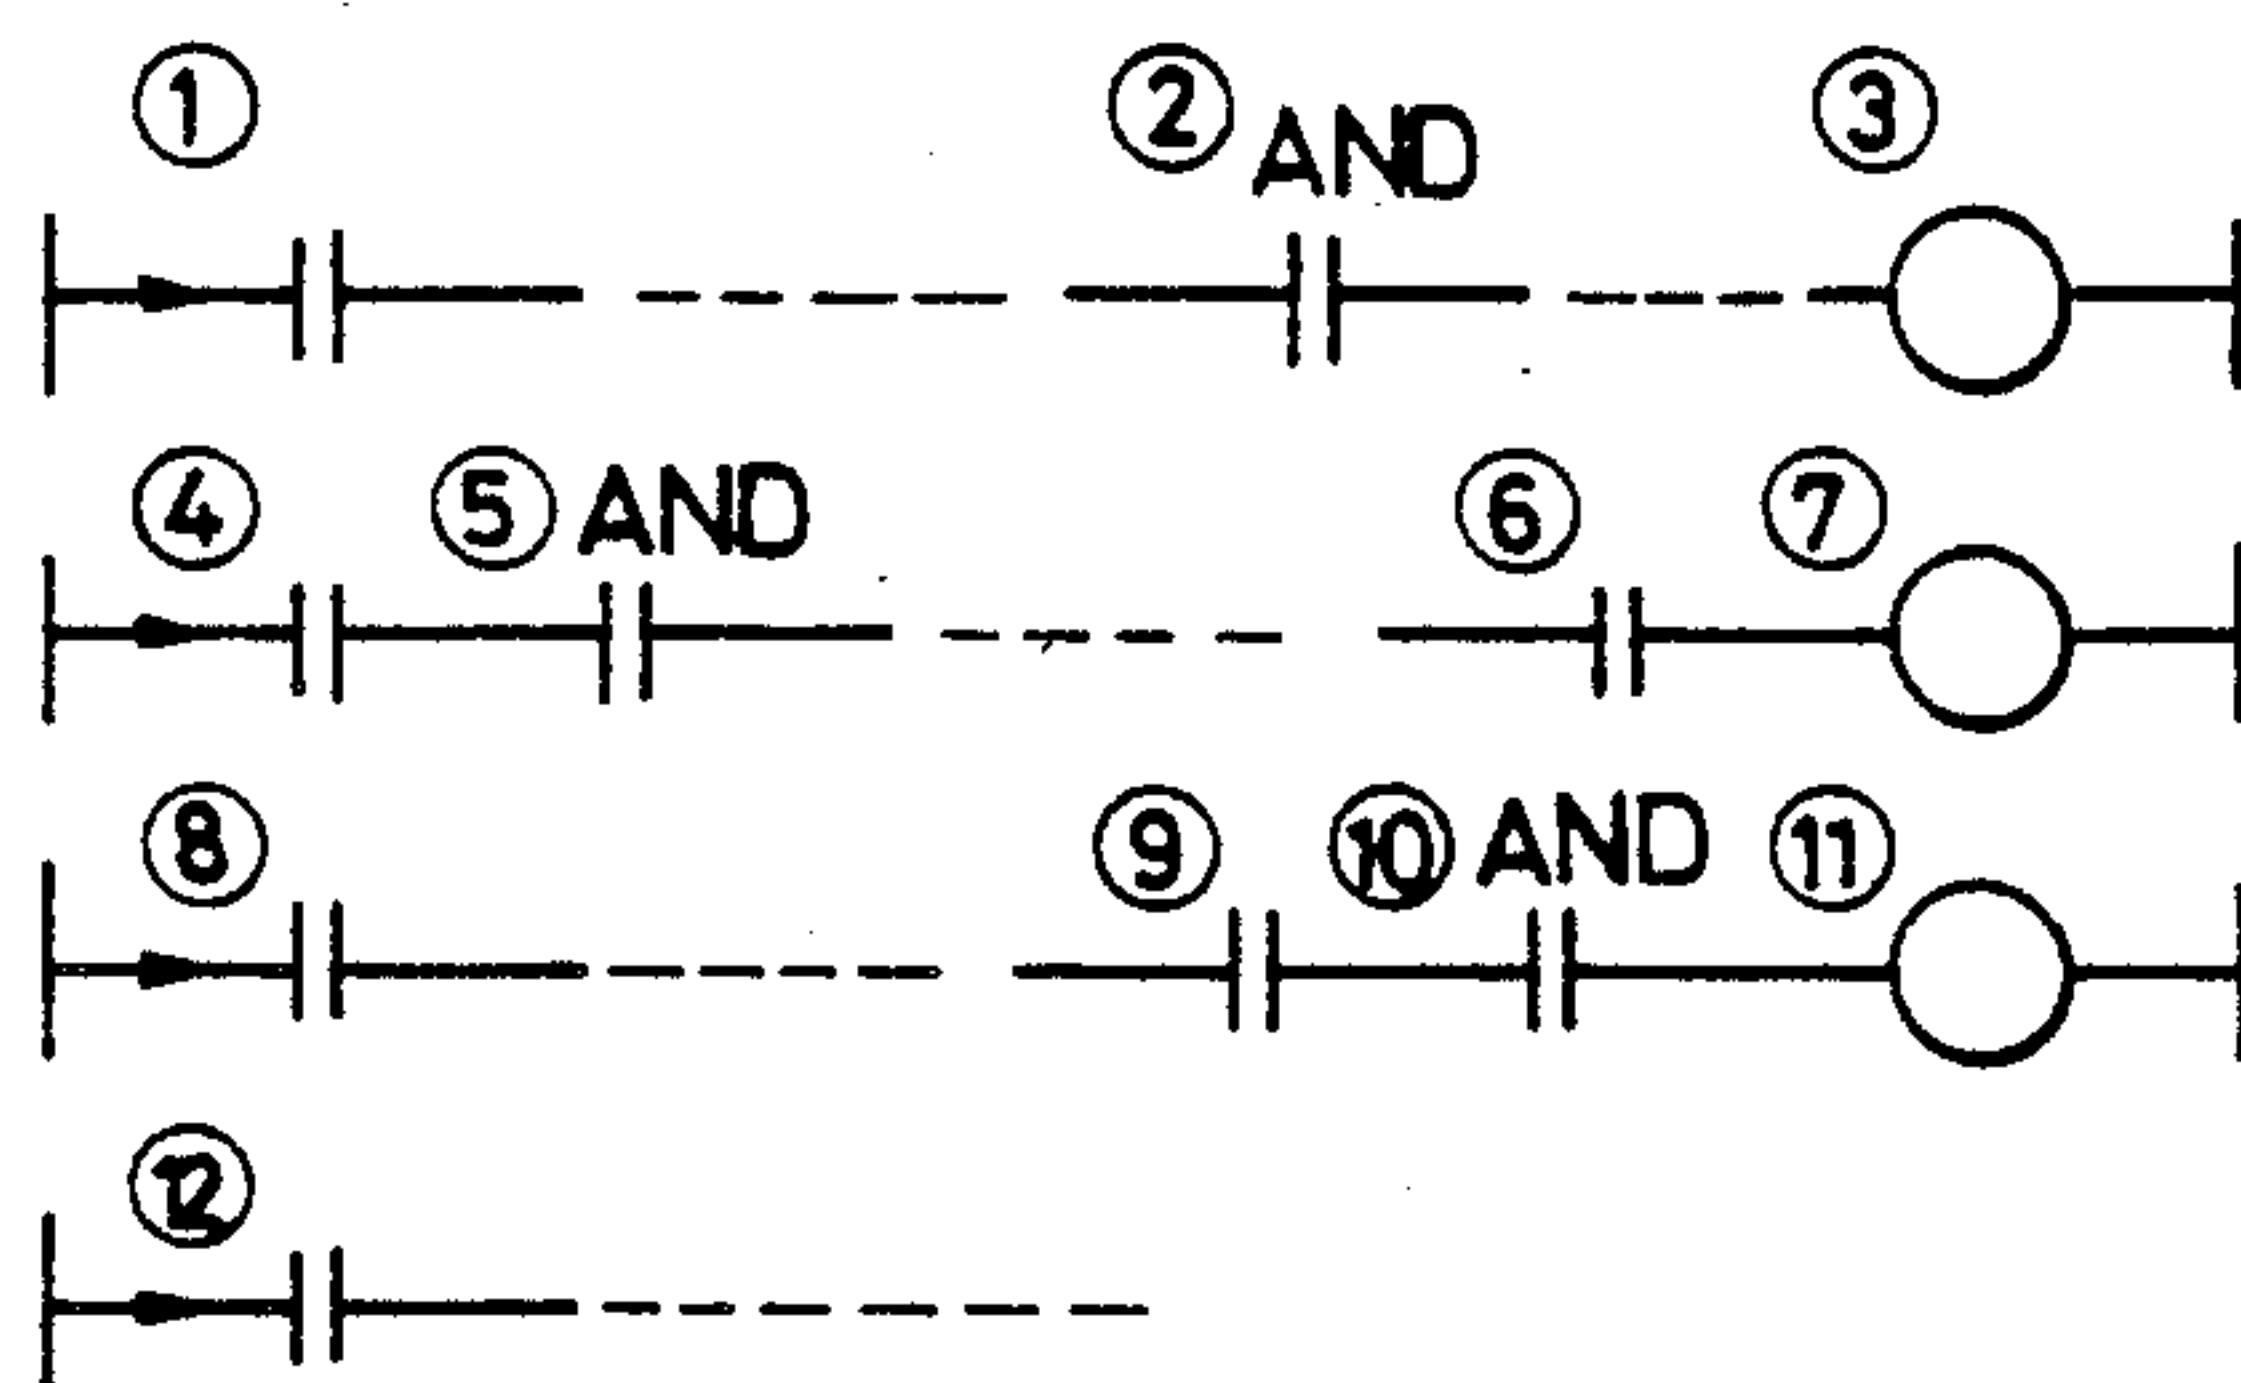 ① ② AND ③
④ ⑤ AND ⑥ ⑦
⑧ ⑨ ⑩ AND ⑪
⑫